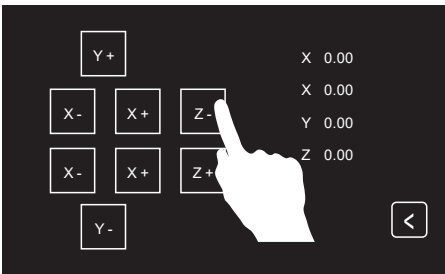 Y +
X -  X +  Z -
X -  X +  Z +
Y -
X  0.00
X  0.00
Y  0.00
Z  0.00
<